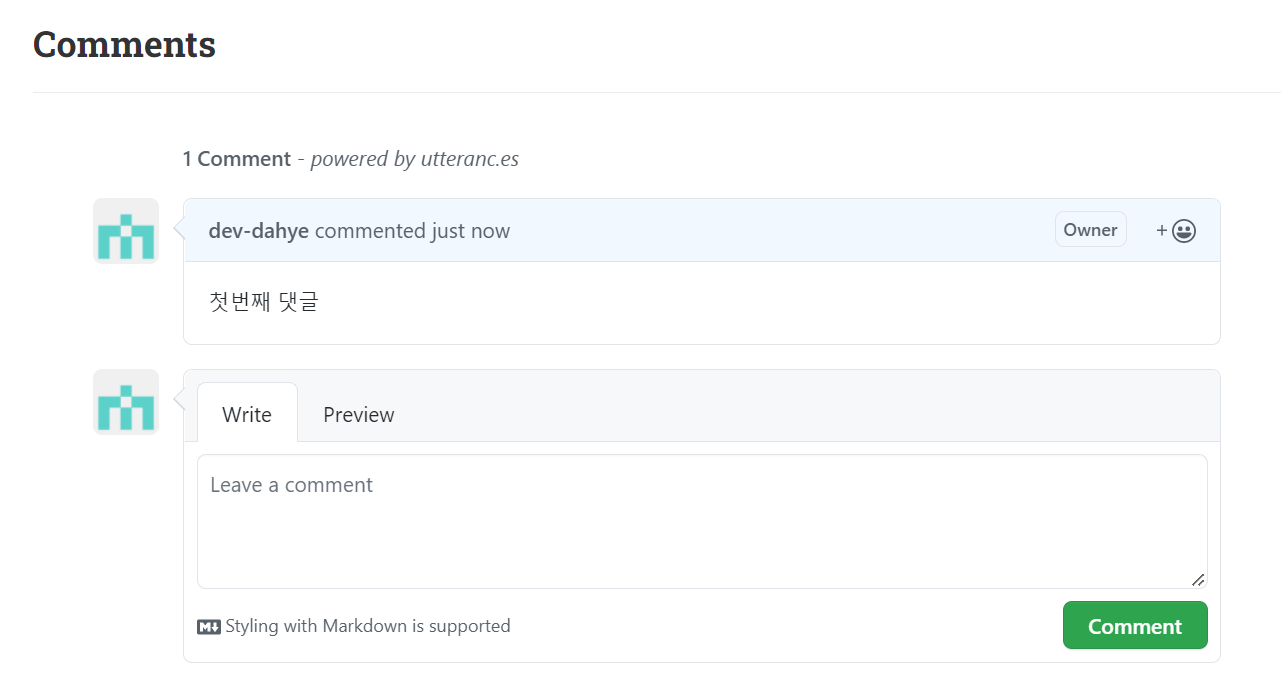 Comments
1 Comment - powered by utteranc.es
dev-dahye commented just now
Owner
+
첫번째 댓글
Write
Preview
Leave a comment
M↓ Styling with Markdown is supported
Comment